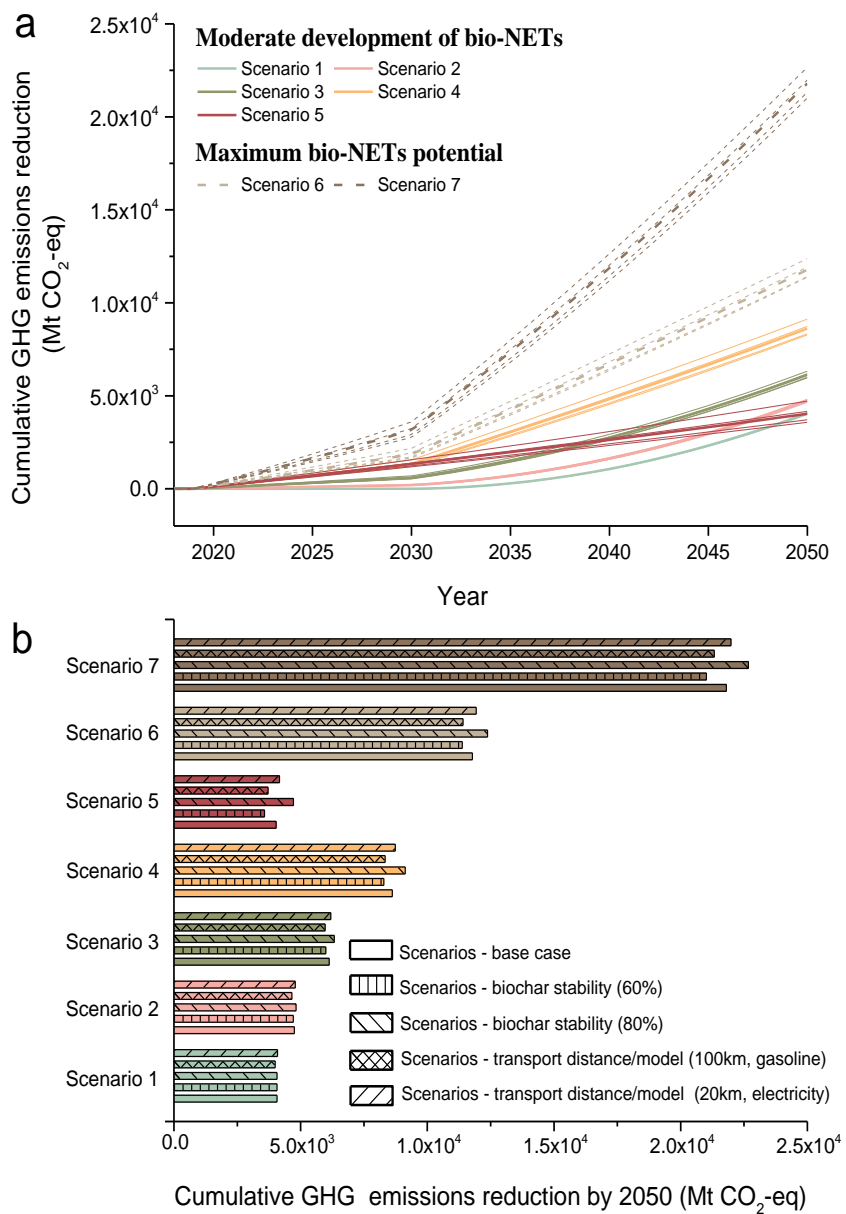 a
2.5x10⁴
2.0x10⁴
1.5x10⁴
1.0x10⁴
5.0x10³
0.0
Cumulative GHG emissions reduction
(Mt CO₂-eq)
Moderate development of bio-NETs
Scenario 1 Scenario 2
Scenario 3 Scenario 4
Scenario 5
Maximum bio-NETs potential
Scenario 6 Scenario 7
2020 2025 2030 2035 2040 2045 2050
Year
b
Scenario 7
Scenario 6
Scenario 5
Scenario 4
Scenario 3
Scenario 2
Scenario 1
Scenarios - base case
Scenarios - biochar stability (60%)
Scenarios - biochar stability (80%)
Scenarios - transport distance/model (100km, gasoline)
Scenarios - transport distance/model (20km, electricity)
0.0 5.0x10³ 1.0x10⁴ 1.5x10⁴ 2.0x10⁴ 2.5x10⁴
Cumulative GHG emissions reduction by 2050 (Mt CO₂-eq)